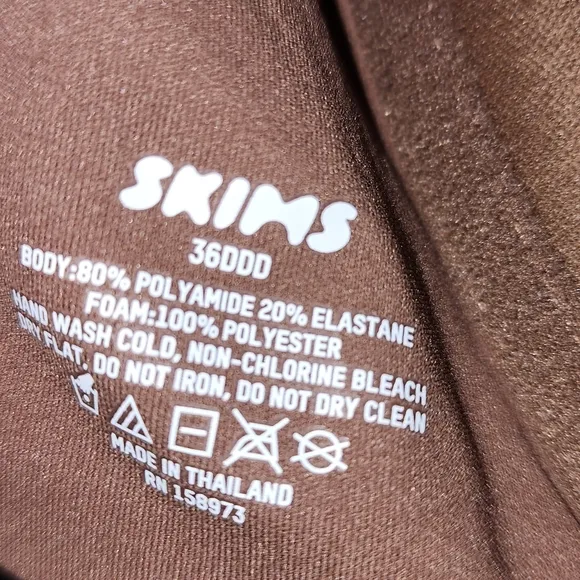 SKIMS
36DDD
BODY:80% POLYAMIDE 20% ELASTANE
FOAM:100% POLYESTER
HAND WASH COLD, NON-CHLORINE BLEACH
DRY FLAT, DO NOT IRON, DO NOT DRY CLEAN
MADE IN THAILAND
RN 158973